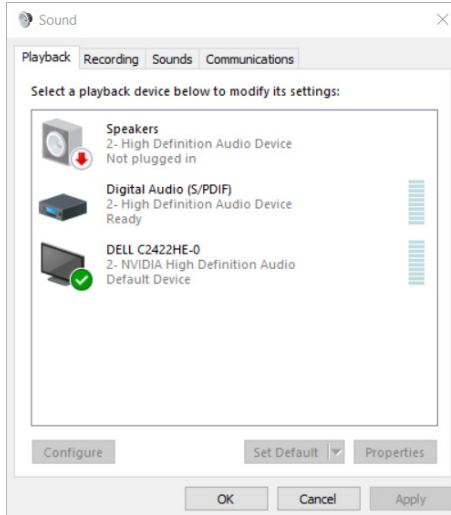 Sound
Playback Recording Sounds Communications
Select a playback device below to modify its settings:
Speakers
2- High Definition Audio Device
Not plugged in
Digital Audio (S/PDIF)
2- High Definition Audio Device
Ready
DELL C2422HE-0
2- NVIDIA High Definition Audio
Default Device
Configure Set Default Properties
OK Cancel Apply